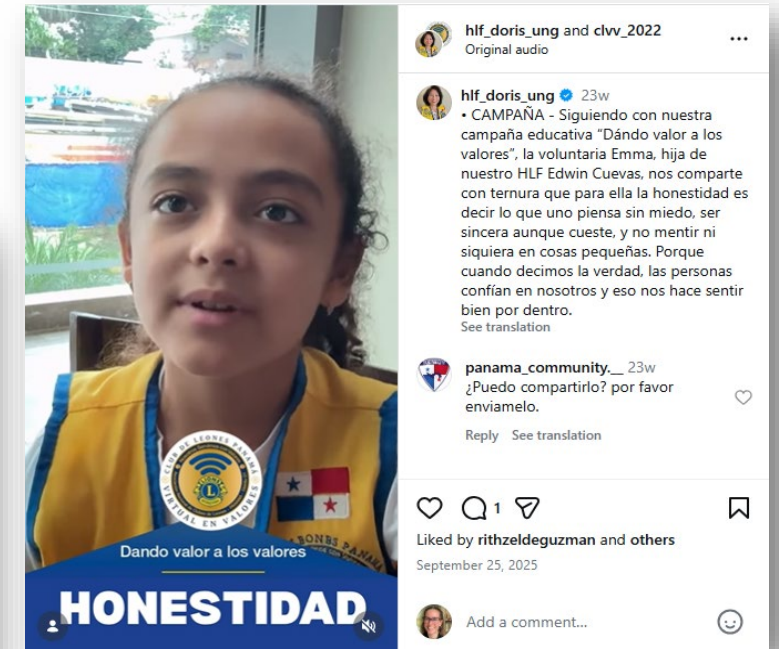 hlf_doris_ung and clvv_2022
Original audio
hlf_doris_ung 23w
• CAMPAÑA - Siguiendo con nuestra
campaña educativa “Dándo valor a los
valores”, la voluntaria Emma, hija de
nuestro HLF Edwin Cuevas, nos comparte
con ternura que para ella la honestidad es
decir lo que uno piensa sin miedo, ser
sincera aunque cueste, y no mentir ni
siquiera en cosas pequeñas. Porque
cuando decimos la verdad, las personas
confían en nosotros y eso nos hace sentir
bien por dentro.
See translation
panama_community.__ 23w
¿Puedo compartirlo? por favor
enviamelo.
Reply See translation
1
Liked by rithzeldeguzman and others
September 25, 2025
Add a comment...
CLUB DE LEONES PANAMÁ
VIRTUAL EN VALORES
L
Dando valor a los valores
HONESTIDAD